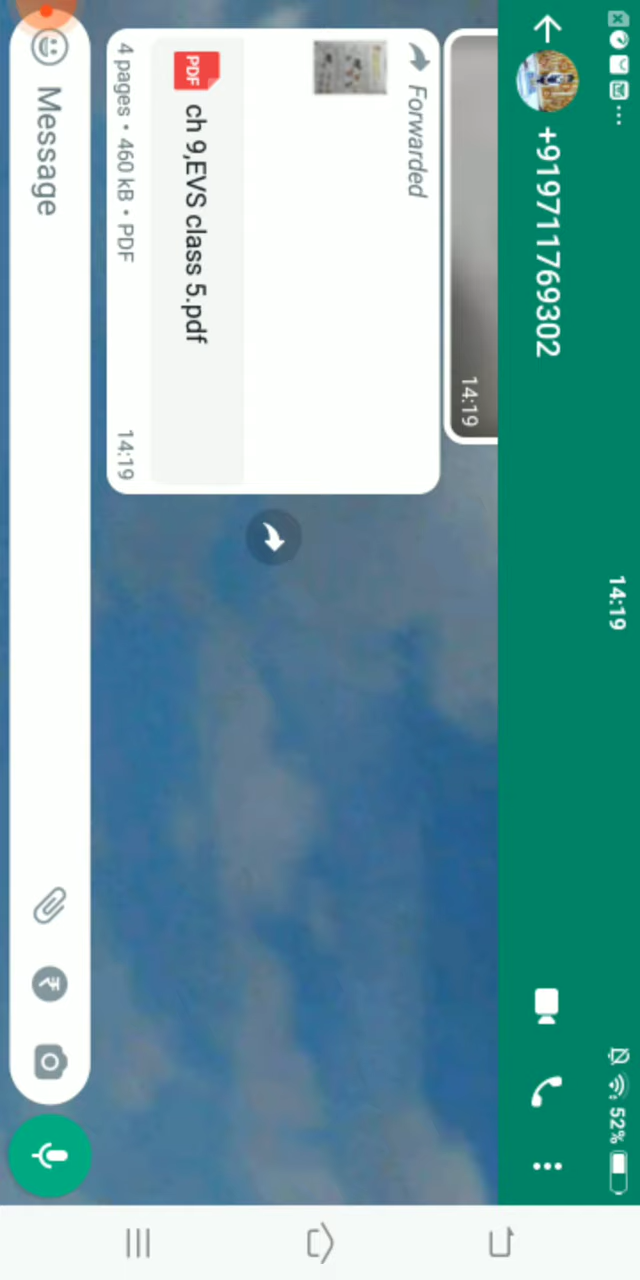 14:19
52%
+919711769302
14:19
Forwarded
PDF
ch 9,EVS class 5.pdf
4 pages • 460 kB • PDF
14:19
Message